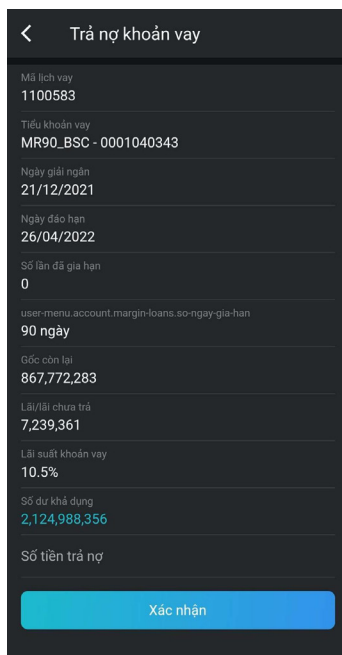 Trả nợ khoản vay
Mã lịch vay
1100583
Tiểu khoản vay
MR90_BSC - 0001040343
Ngày giải ngân
21/12/2021
Ngày đáo hạn
26/04/2022
Số lần đã gia hạn
0
user-menu.account.margin-loans.so-ngay-gia-han
90 ngày
Gốc còn lại
867,772,283
Lãi/lãi chưa trả
7,239,361
Lãi suất khoản vay
10.5%
Số dư khả dụng
2,124,988,356
Số tiền trả nợ
Xác nhận